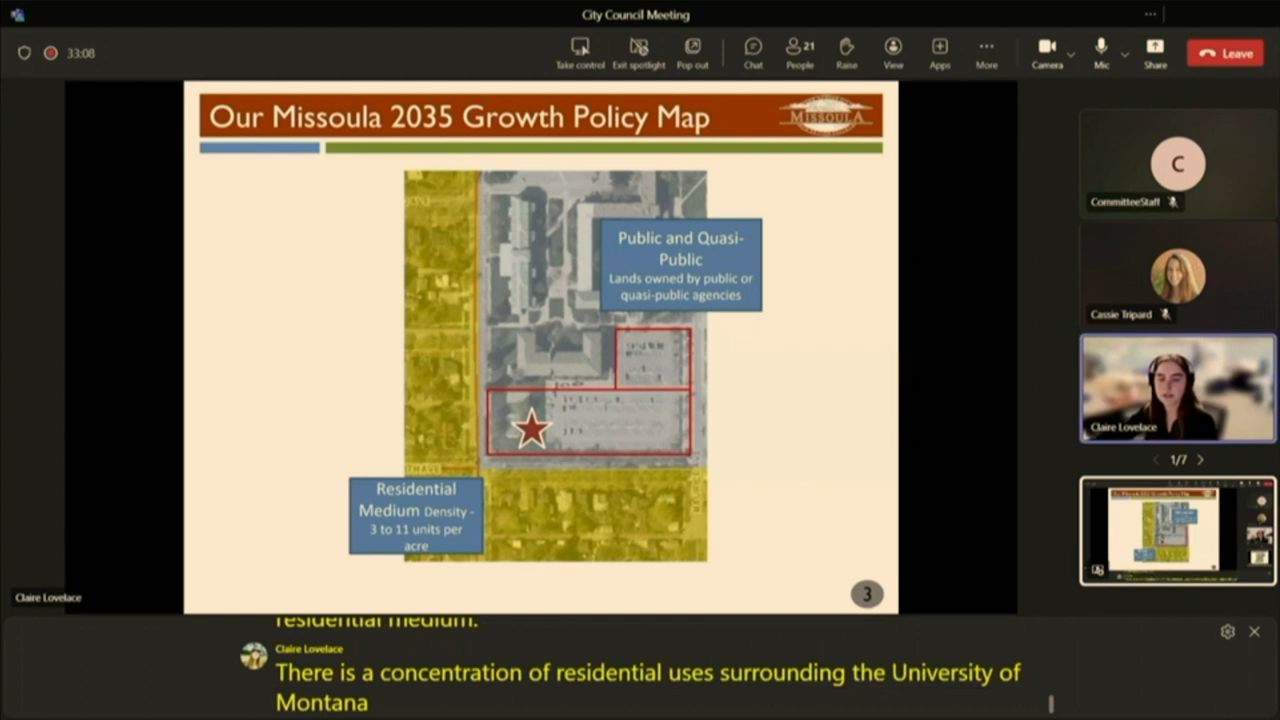 City Council Meeting
33:08
Take control
Exit spotlight
Pop out
Chat
21
People
Raise
View
Apps
More
Camera
Mic
Share
Leave
Our Missoula 2035 Growth Policy Map
MISSOULA
Public and Quasi-
Public
Lands owned by public or
quasi-public agencies
Residential
Medium Density -
3 to 11 units per
acre
3
C
CommitteeStaff
Cassie Tripard
Claire Lovelace
1/7
Claire Lovelace
residential medium.
Claire Lovelace
There is a concentration of residential uses surrounding the University of
Montana